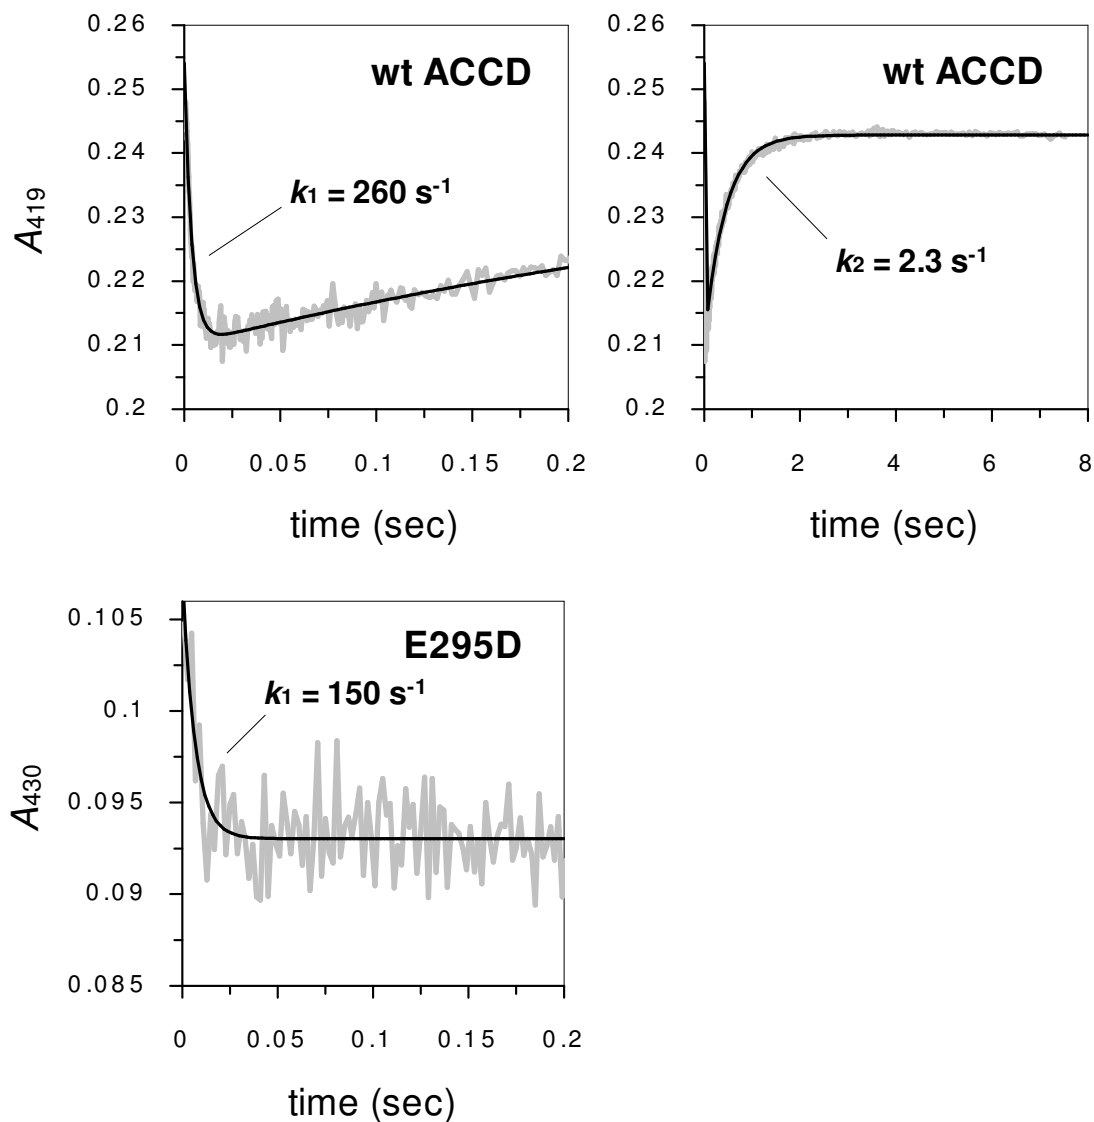 0.26
0.25
0.24
0.23
0.22
0.21
0.2
A419
wt ACCD
k1 = 260 s-1
0 0.05 0.1 0.15 0.2
time (sec)
0.26
0.25
0.24
0.23
0.22
0.21
0.2
wt ACCD
k2 = 2.3 s-1
0 2 4 6 8
time (sec)
0.105
0.1
0.095
0.09
0.085
A430
E295D
k1 = 150 s-1
0 0.05 0.1 0.15 0.2
time (sec)